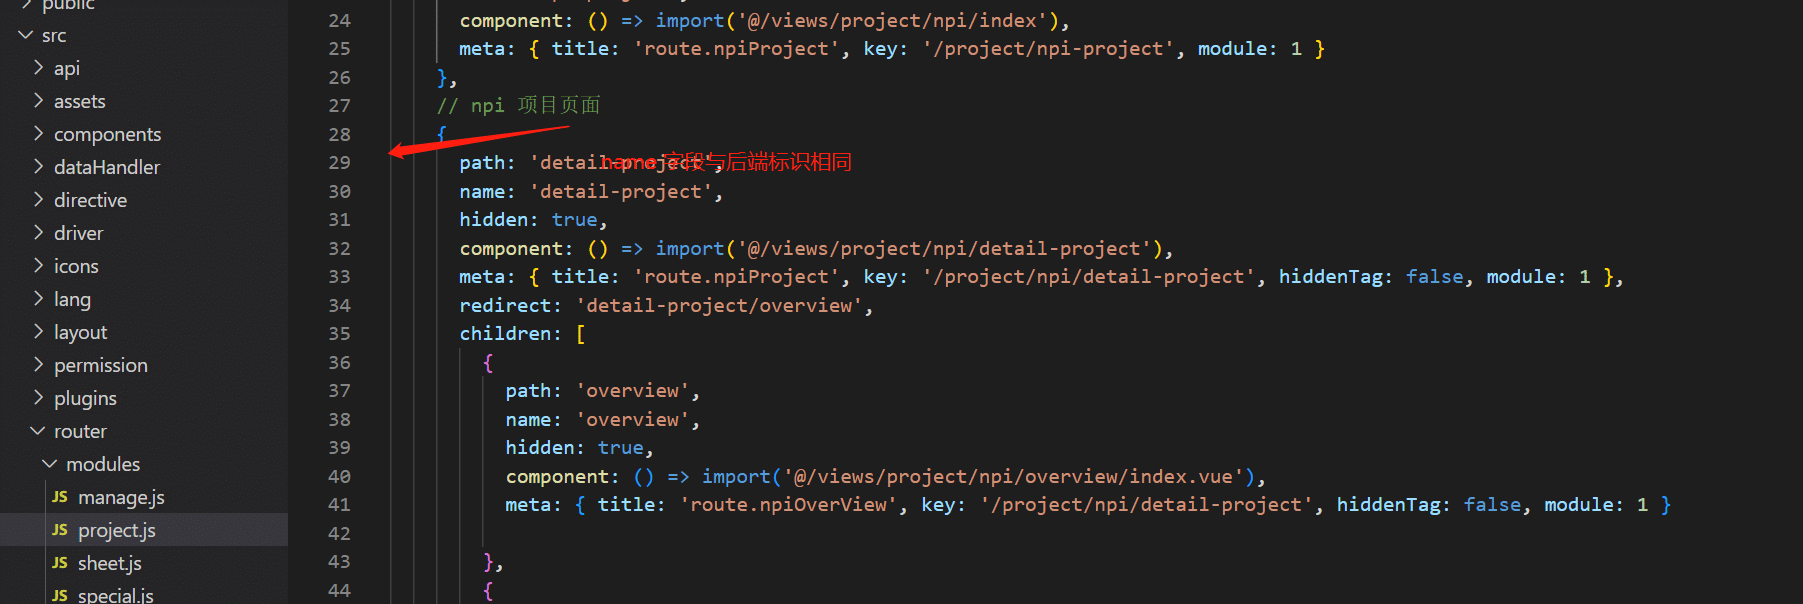 public
src
api
assets
components
dataHandler
directive
driver
icons
lang
layout
permission
plugins
router
modules
JS manage.js
JS project.js
JS sheet.js
JS special.js
24 component: () => import('@/views/project/npi/index'),
25 meta: { title: 'route.npiProject', key: '/project/npi-project', module: 1 }
26 },
27 // npi 项目页面
28 {
29 path: 'detail-project',
name 字段与后端标识相同
30 name: 'detail-project',
31 hidden: true,
32 component: () => import('@/views/project/npi/detail-project'),
33 meta: { title: 'route.npiProject', key: '/project/npi/detail-project', hiddenTag: false, module: 1 },
34 redirect: 'detail-project/overview',
35 children: [
36 {
37 path: 'overview',
38 name: 'overview',
39 hidden: true,
40 component: () => import('@/views/project/npi/overview/index.vue'),
41 meta: { title: 'route.npiOverView', key: '/project/npi/detail-project', hiddenTag: false, module: 1 }
42
43 },
44 {